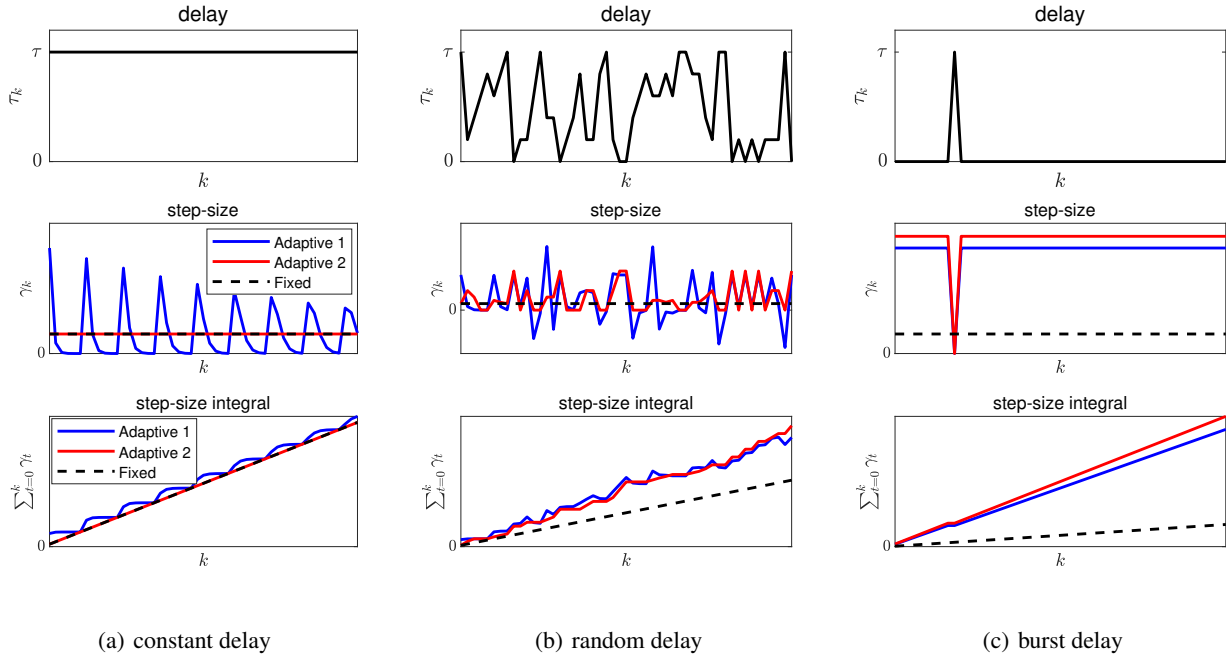 delay
τ
τ_k
0
k
step-size
Adaptive 1
Adaptive 2
Fixed
γ_k
0
k
step-size integral
Adaptive 1
Adaptive 2
Fixed
∑_{t=0}^{k} γ_t
0
k
(a) constant delay
delay
τ
τ_k
0
k
step-size
γ_k
0
k
step-size integral
∑_{t=0}^{k} γ_t
0
k
(b) random delay
delay
τ
τ_k
0
k
step-size
γ_k
0
k
step-size integral
∑_{t=0}^{k} γ_t
0
k
(c) burst delay